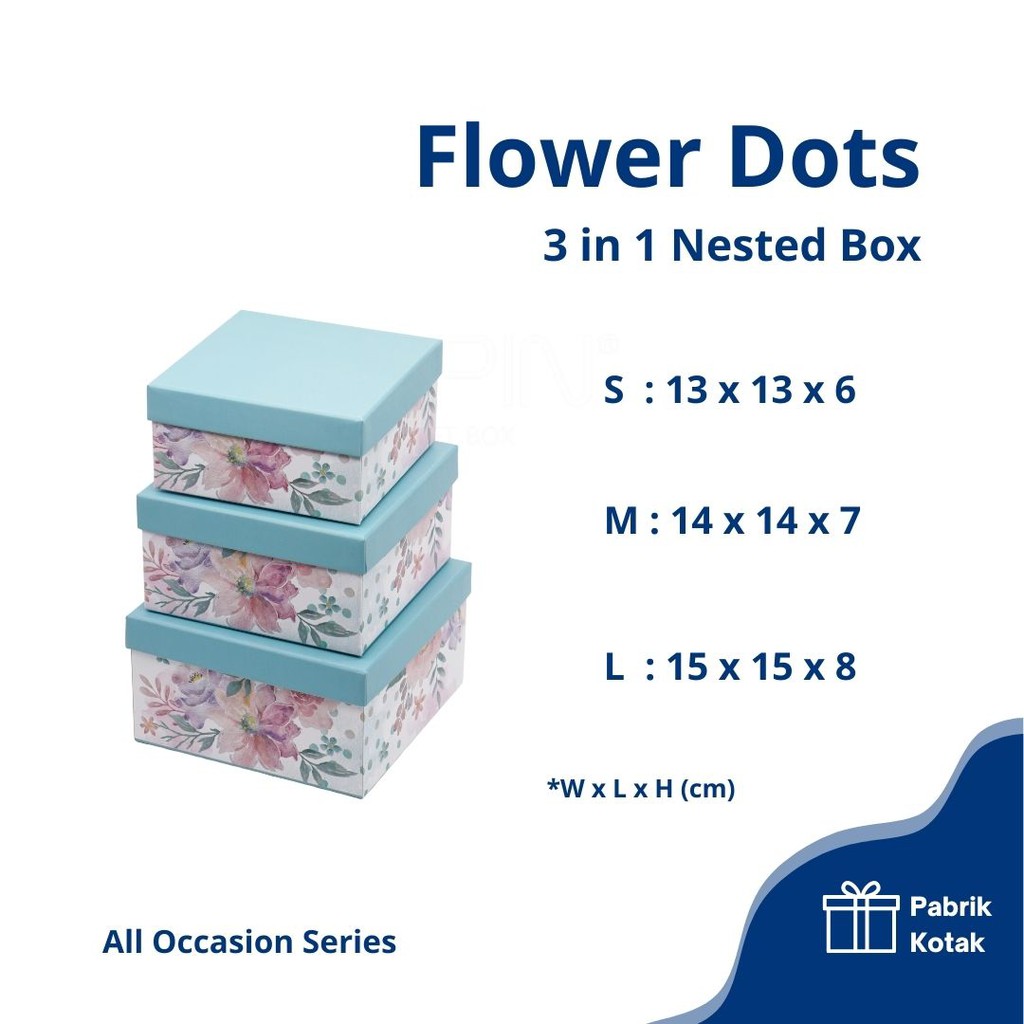 Flower Dots
3 in 1 Nested Box
S : 13 x 13 x 6
M : 14 x 14 x 7
L : 15 x 15 x 8
*W x L x H (cm)
All Occasion Series
Pabrik
Kotak